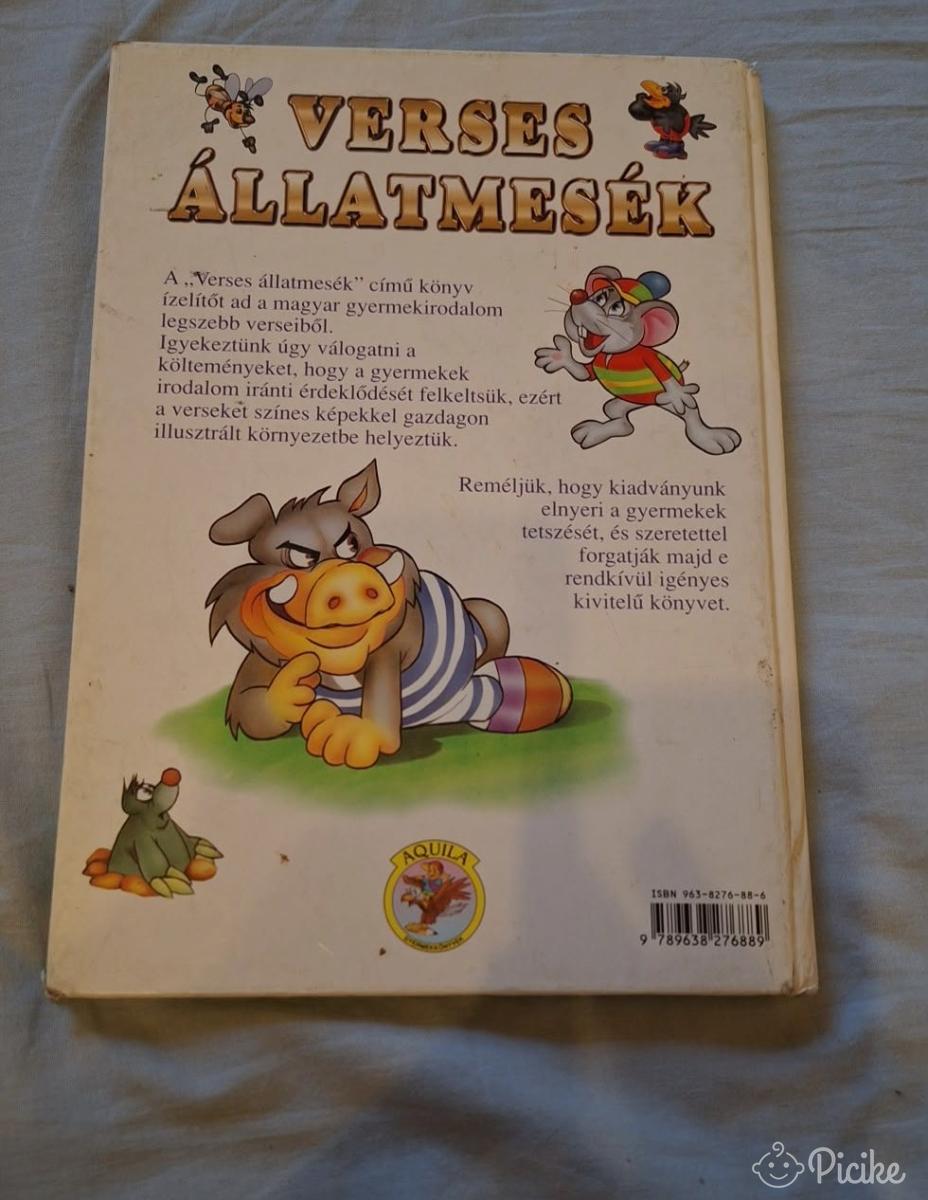 VERSES
ÁLLATMESÉK
A „Verses állatmesék” című könyv
ízelítőt ad a magyar gyermekirodalom
legszebb verseiből.
Igyekeztünk úgy válogatni a
költeményeket, hogy a gyermekek
irodalom iránti érdeklődését felkeltsük, ezért
a verseket színes képekkel gazdagon
illusztrált környezetbe helyeztük.
Reméljük, hogy kiadványunk
elnyeri a gyermekek
tetszését, és szeretettel
forgatják majd e
rendkívül igényes
kivitelű könyvet.
AQUILA
GYERMEKKÖNYVEK
ISBN 963-8276-88-6
9 789638 276889
Picike